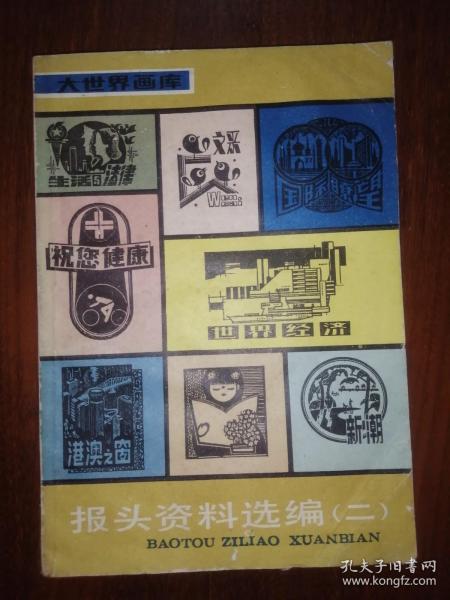 大世界画库
生活与法律
文采
国际瞭望
祝您健康
世界经济
港澳之窗
新潮
报头资料选编(二)
BAOTOU ZILIAO XUANBIAN
孔夫子旧书网
www.kongfz.com